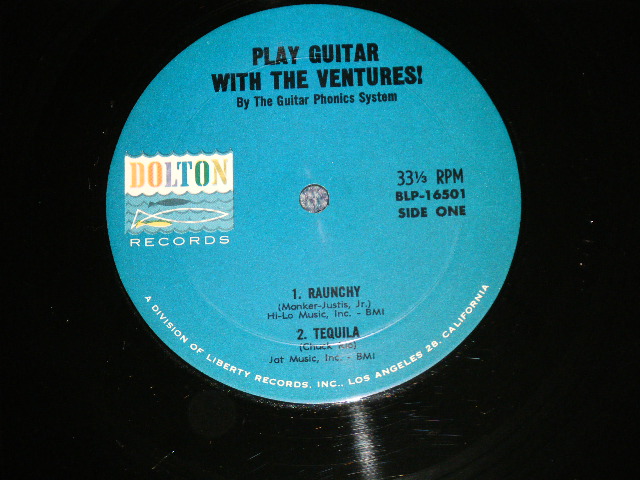 PLAY GUITAR
WITH THE VENTURES!
By The Guitar Phonics System
DOLTON
RECORDS
33⅓ RPM
BLP-16501
SIDE ONE
1. RAUNCHY
(Manker-Justis, Jr.)
Hi-Lo Music, Inc. - BMI
2. TEQUILA
(Chuck Rio)
Jat Music, Inc. - BMI
A DIVISION OF LIBERTY RECORDS, INC., LOS ANGELES 28, CALIFORNIA